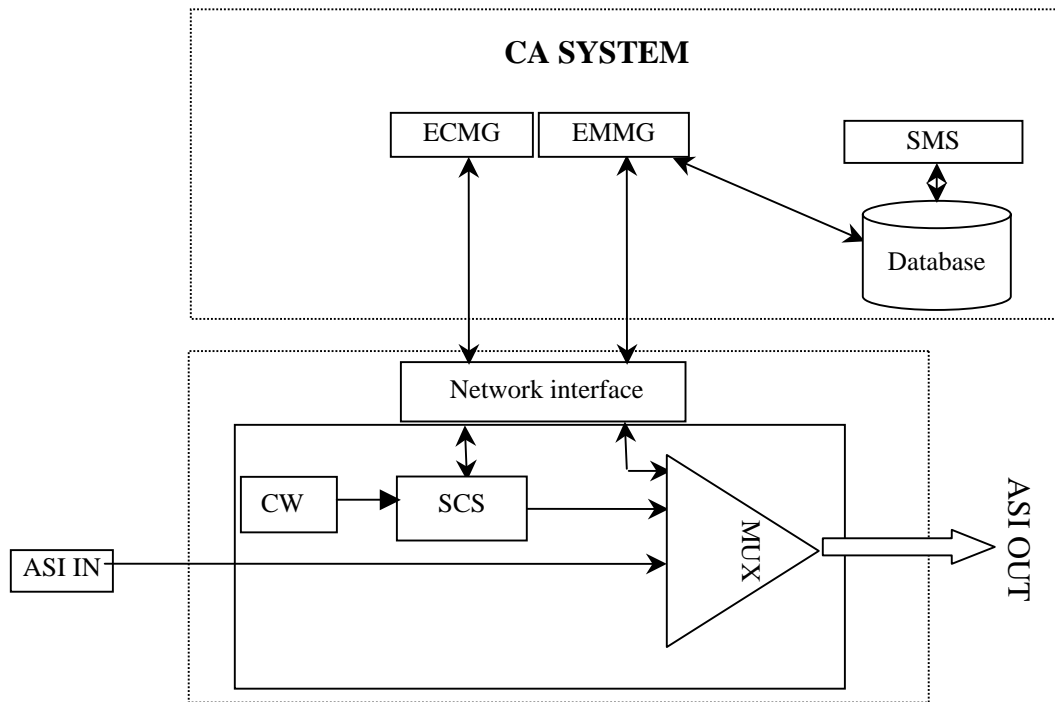 CA SYSTEM
ECMG
EMMG
SMS
Database
Network interface
CW
SCS
MUX
ASI IN
ASI OUT